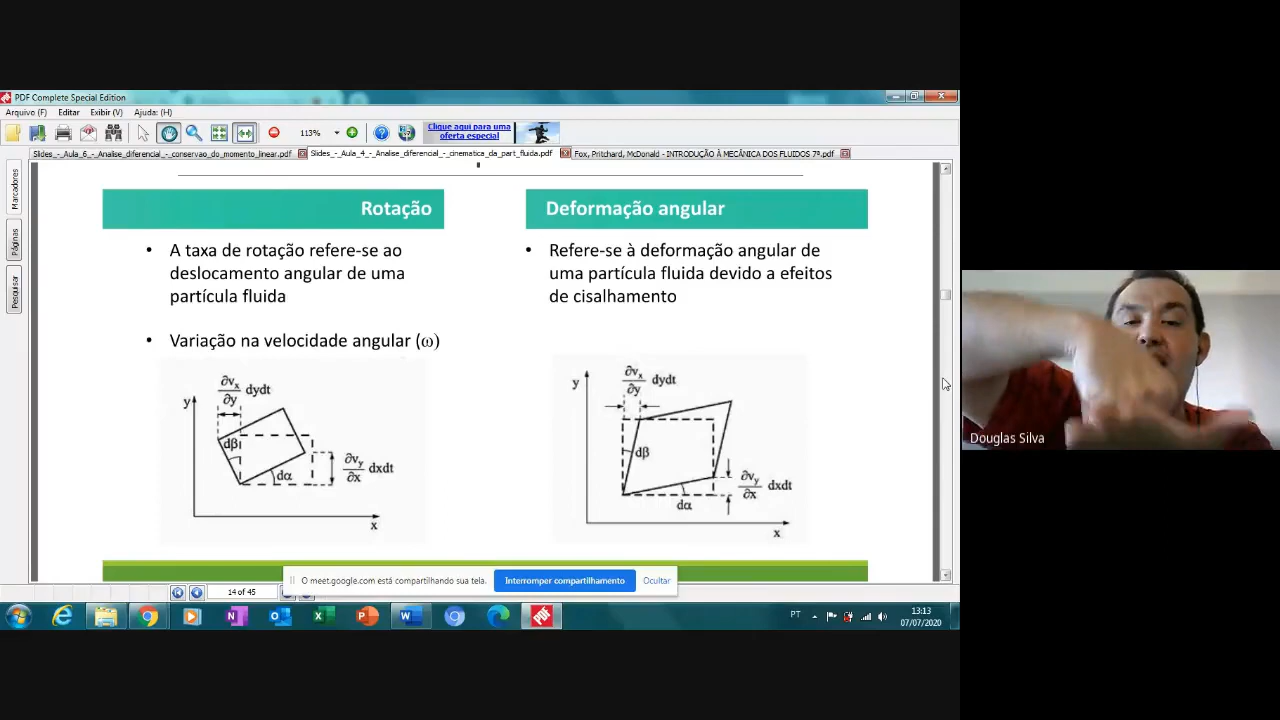 PDF Complete Special Edition
Arquivo (F) Editar Exibir (V) Ajuda: (H)
113% Clique aqui para uma
oferta especial
Slides_-_Aula_6_-_Analise_diferencial_-_conservao_do_momento_linear.pdf Slides_-_Aula_4_-_Analise_diferencial_-_cinematica_da_part_fluida.pdf Fox, Pritchard, McDonald - INTRODUÇÃO À MECÂNICA DOS FLUIDOS 7ª.pdf
Marcadores
Páginas
Pesquisar
Rotação
• A taxa de rotação refere-se ao
deslocamento angular de uma
partícula fluida
• Variação na velocidade angular (ω)
∂vx/∂y dydt
y
dβ
dα
∂vy/∂x dxdt
x
Deformação angular
• Refere-se à deformação angular de
uma partícula fluida devido a efeitos
de cisalhamento
∂vx/∂y dydt
y
dβ
dα
∂vy/∂x dxdt
x
Douglas Silva
O meet.google.com está compartilhando sua tela. Interromper compartilhamento Ocultar
14 of 45
PT 13:13
07/07/2020